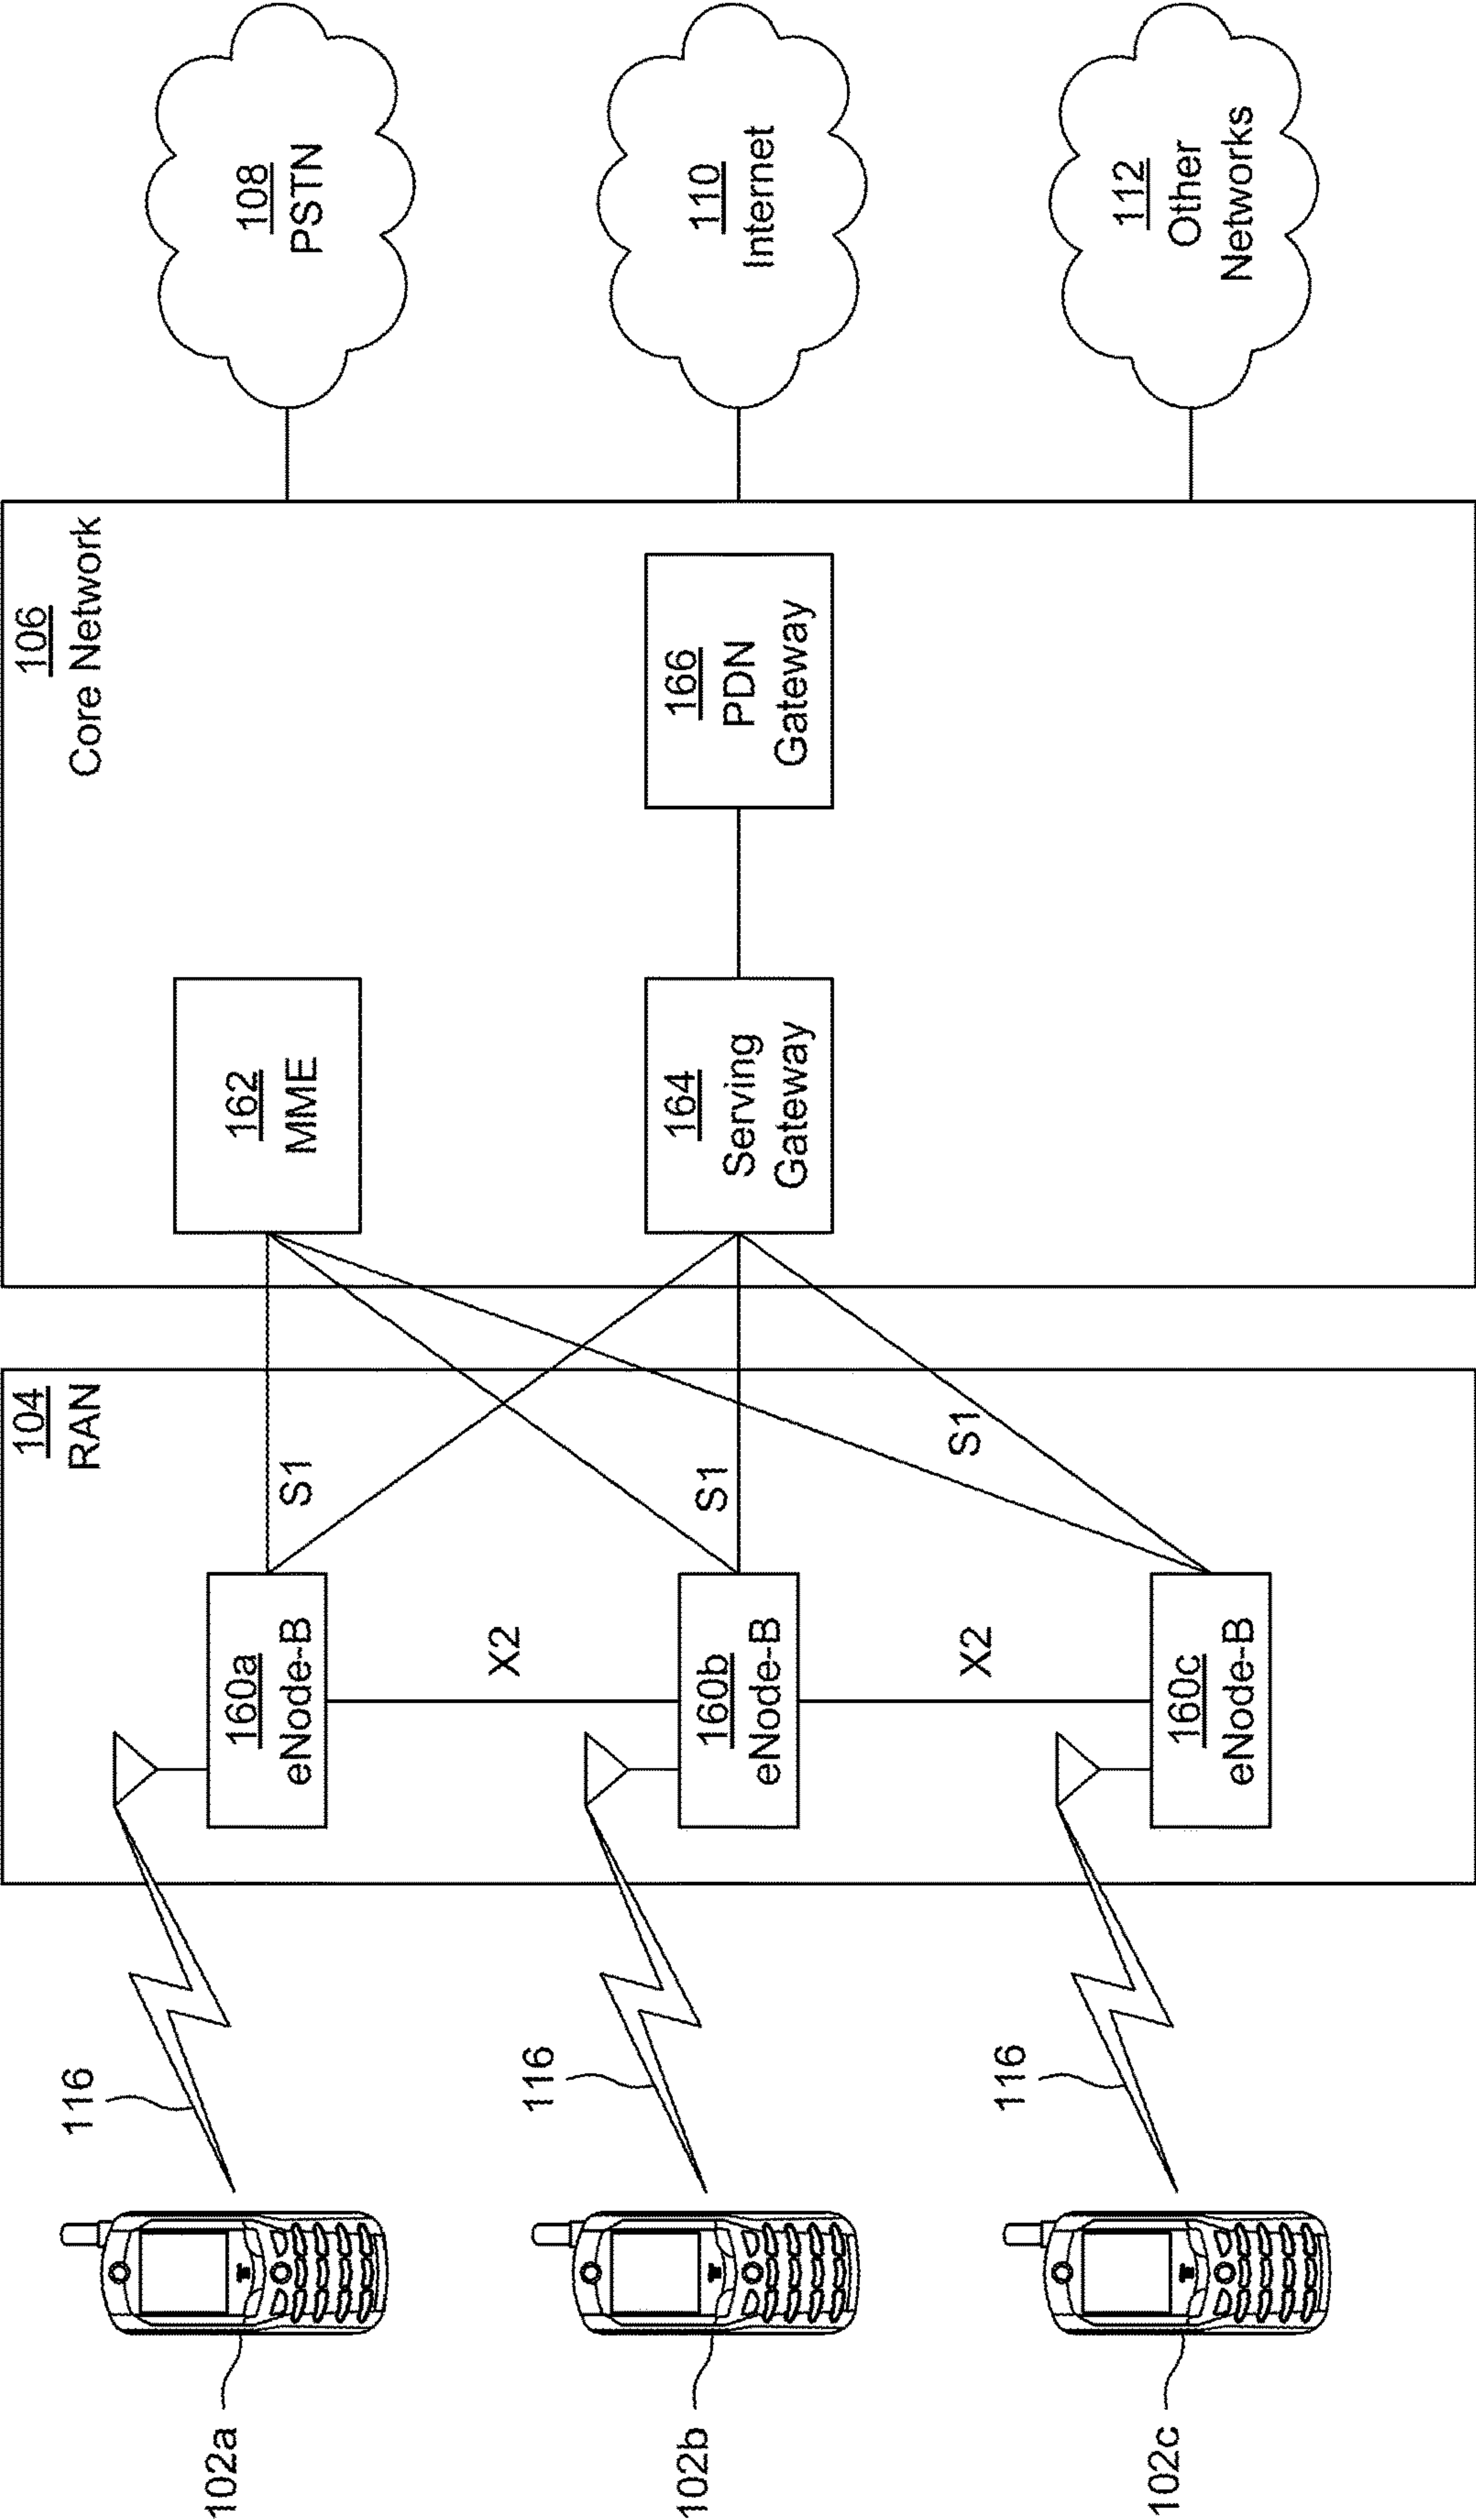 102a
116
160a
eNode-B
S1
104
RAN
162
MME
106
Core Network
108
PSTN
X2
102b
116
160b
eNode-B
S1
164
Serving
Gateway
166
PDN
Gateway
110
Internet
X2
102c
116
160c
eNode-B
S1
112
Other
Networks